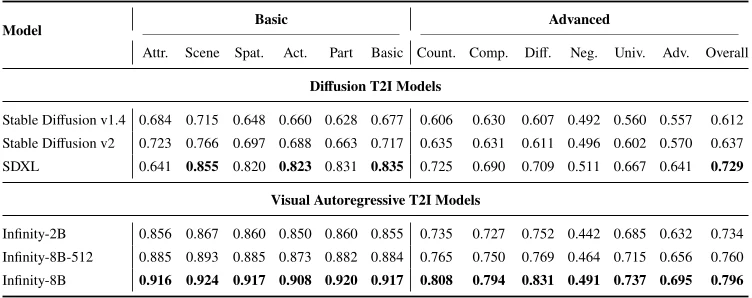 Model Basic Advanced
Attr. Scene Spat. Act. Part Basic Count. Comp. Diff. Neg. Univ. Adv. Overall
Diffusion T2I Models
Stable Diffusion v1.4 0.684 0.715 0.648 0.660 0.628 0.677 0.606 0.630 0.607 0.492 0.560 0.557 0.612
Stable Diffusion v2 0.723 0.766 0.697 0.688 0.663 0.717 0.635 0.631 0.611 0.496 0.602 0.570 0.637
SDXL 0.641 0.855 0.820 0.823 0.831 0.835 0.725 0.690 0.709 0.511 0.667 0.641 0.729
Visual Autoregressive T2I Models
Infinity-2B 0.856 0.867 0.860 0.850 0.860 0.855 0.735 0.727 0.752 0.442 0.685 0.632 0.734
Infinity-8B-512 0.885 0.893 0.885 0.873 0.882 0.884 0.765 0.750 0.769 0.464 0.715 0.656 0.760
Infinity-8B 0.916 0.924 0.917 0.908 0.920 0.917 0.808 0.794 0.831 0.491 0.737 0.695 0.796